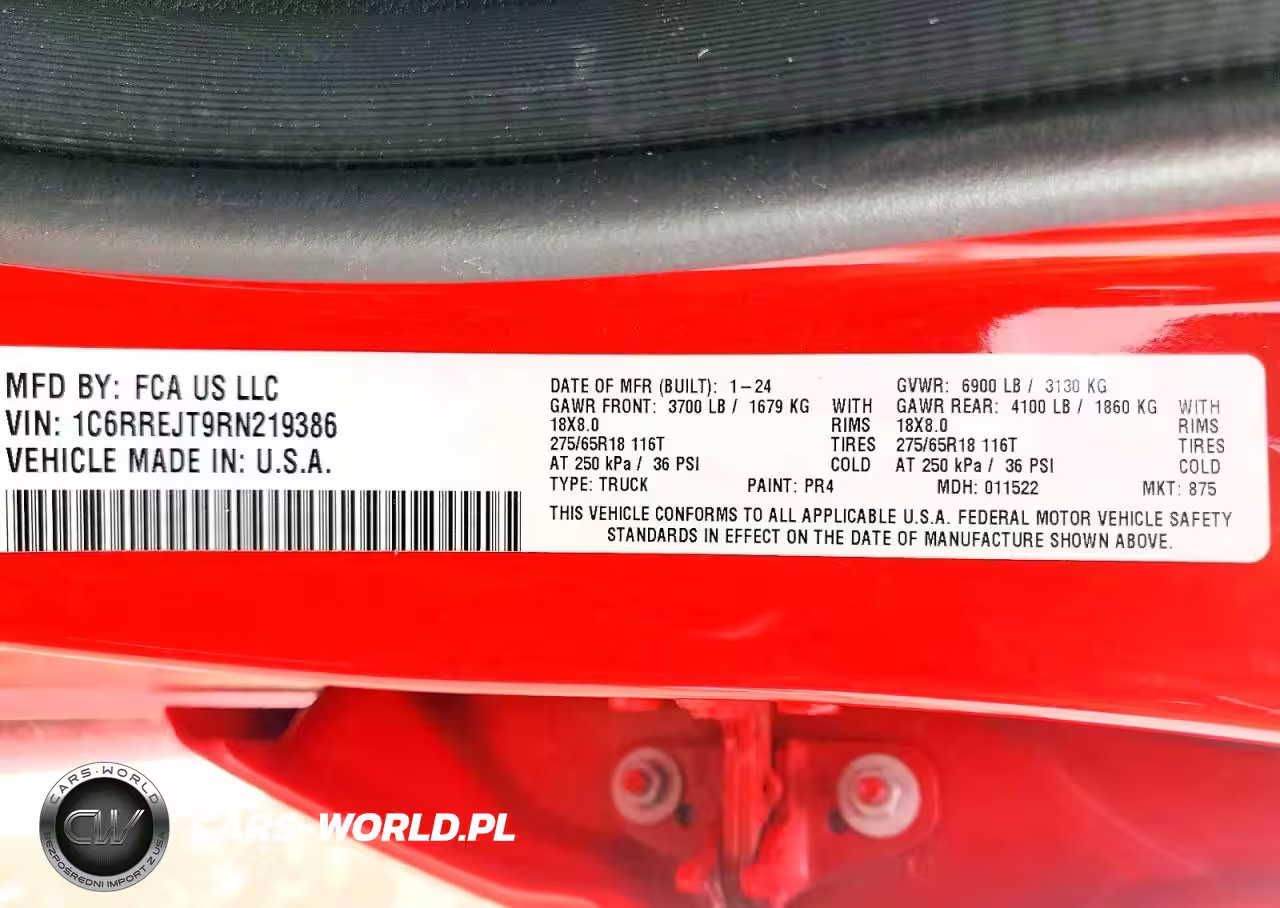 MFD BY: FCA US LLC
VIN: 1C6RREJT9RN219386
VEHICLE MADE IN: U.S.A.
DATE OF MFR (BUILT): 1-24 GVWR: 6900 LB / 3130 KG
GAWR FRONT: 3700 LB / 1679 KG WITH GAWR REAR: 4100 LB / 1860 KG WITH
18X8.0 RIMS 18X8.0 RIMS
275/65R18 116T TIRES 275/65R18 116T TIRES
AT 250 kPa / 36 PSI COLD AT 250 kPa / 36 PSI COLD
TYPE: TRUCK PAINT: PR4 MDH: 011522 MKT: 875
THIS VEHICLE CONFORMS TO ALL APPLICABLE U.S.A. FEDERAL MOTOR VEHICLE SAFETY
STANDARDS IN EFFECT ON THE DATE OF MANUFACTURE SHOWN ABOVE.
CARS-WORLD
CW
BEZPOŚREDNI IMPORT Z USA
CARS-WORLD.PL